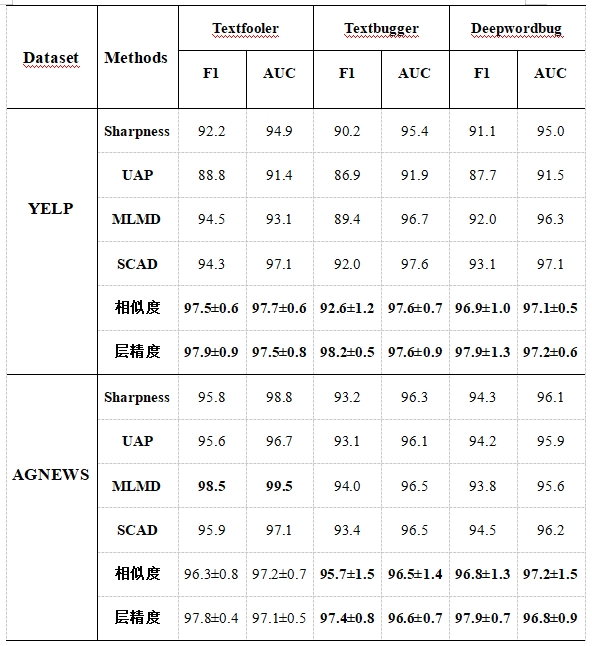 Dataset Methods Textfooler Textbugger Deepwordbug
F1 AUC F1 AUC F1 AUC
YELP
Sharpness 92.2 94.9 90.2 95.4 91.1 95.0
UAP 88.8 91.4 86.9 91.9 87.7 91.5
MLMD 94.5 93.1 89.4 96.7 92.0 96.3
SCAD 94.3 97.1 92.0 97.6 93.1 97.1
相似度 97.5±0.6 97.7±0.6 92.6±1.2 97.6±0.7 96.9±1.0 97.1±0.5
层精度 97.9±0.9 97.5±0.8 98.2±0.5 97.6±0.9 97.9±1.3 97.2±0.6
AGNEWS
Sharpness 95.8 98.8 93.2 96.3 94.3 96.1
UAP 95.6 96.7 93.1 96.1 94.2 95.9
MLMD 98.5 99.5 94.0 96.5 93.8 95.6
SCAD 95.9 97.1 93.4 96.5 94.5 96.2
相似度 96.3±0.8 97.2±0.7 95.7±1.5 96.5±1.4 96.8±1.3 97.2±1.5
层精度 97.8±0.4 97.1±0.5 97.4±0.8 96.6±0.7 97.9±0.7 96.8±0.9